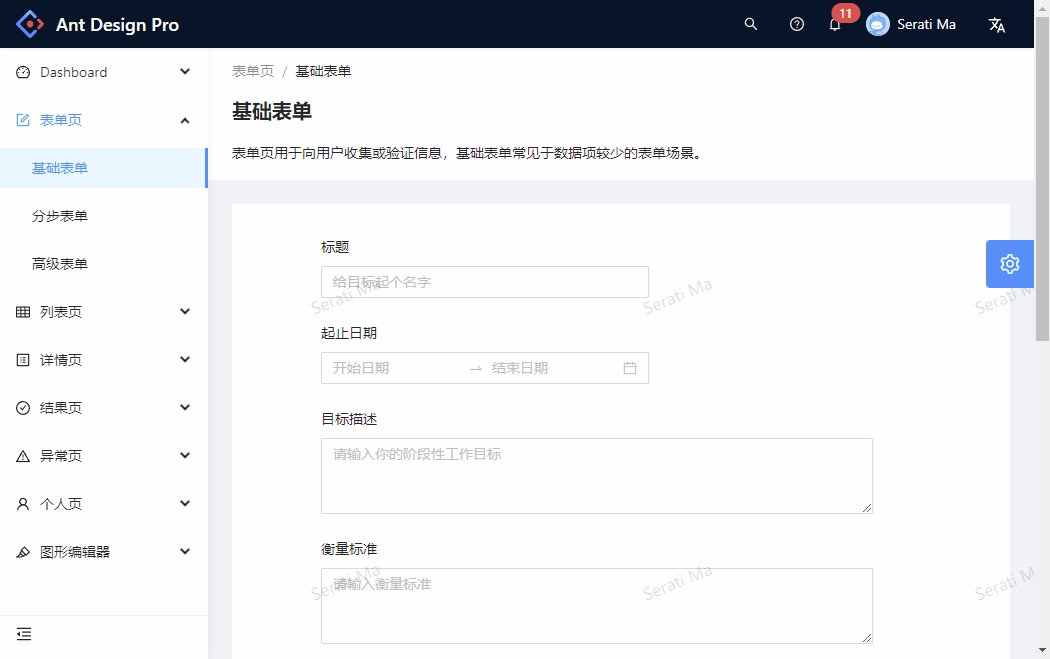 Ant Design Pro
11
Serati Ma
Dashboard
表单页
基础表单
分步表单
高级表单
列表页
详情页
结果页
异常页
个人页
图形编辑器
表单页 / 基础表单
基础表单
表单页用于向用户收集或验证信息，基础表单常见于数据项较少的表单场景。
标题
给目标起个名字
Serati Ma
Serati Ma
Serati M
起止日期
开始日期 → 结束日期
目标描述
请输入你的阶段性工作目标
衡量标准
请输入衡量标准
Serati Ma
Serati Ma
Serati M